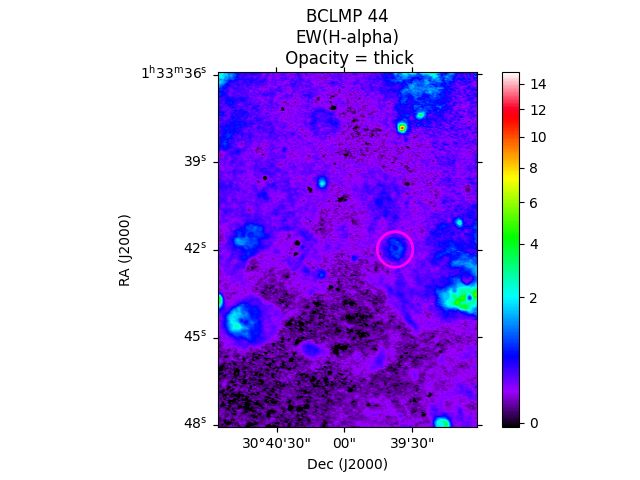 BCLMP 44
EW(H-alpha)
Opacity = thick
1ʰ33ᵐ36ˢ
39ˢ
42ˢ
45ˢ
48ˢ
RA (J2000)
30°40'30" 00" 39'30"
Dec (J2000)
14
12
10
8
6
4
2
0